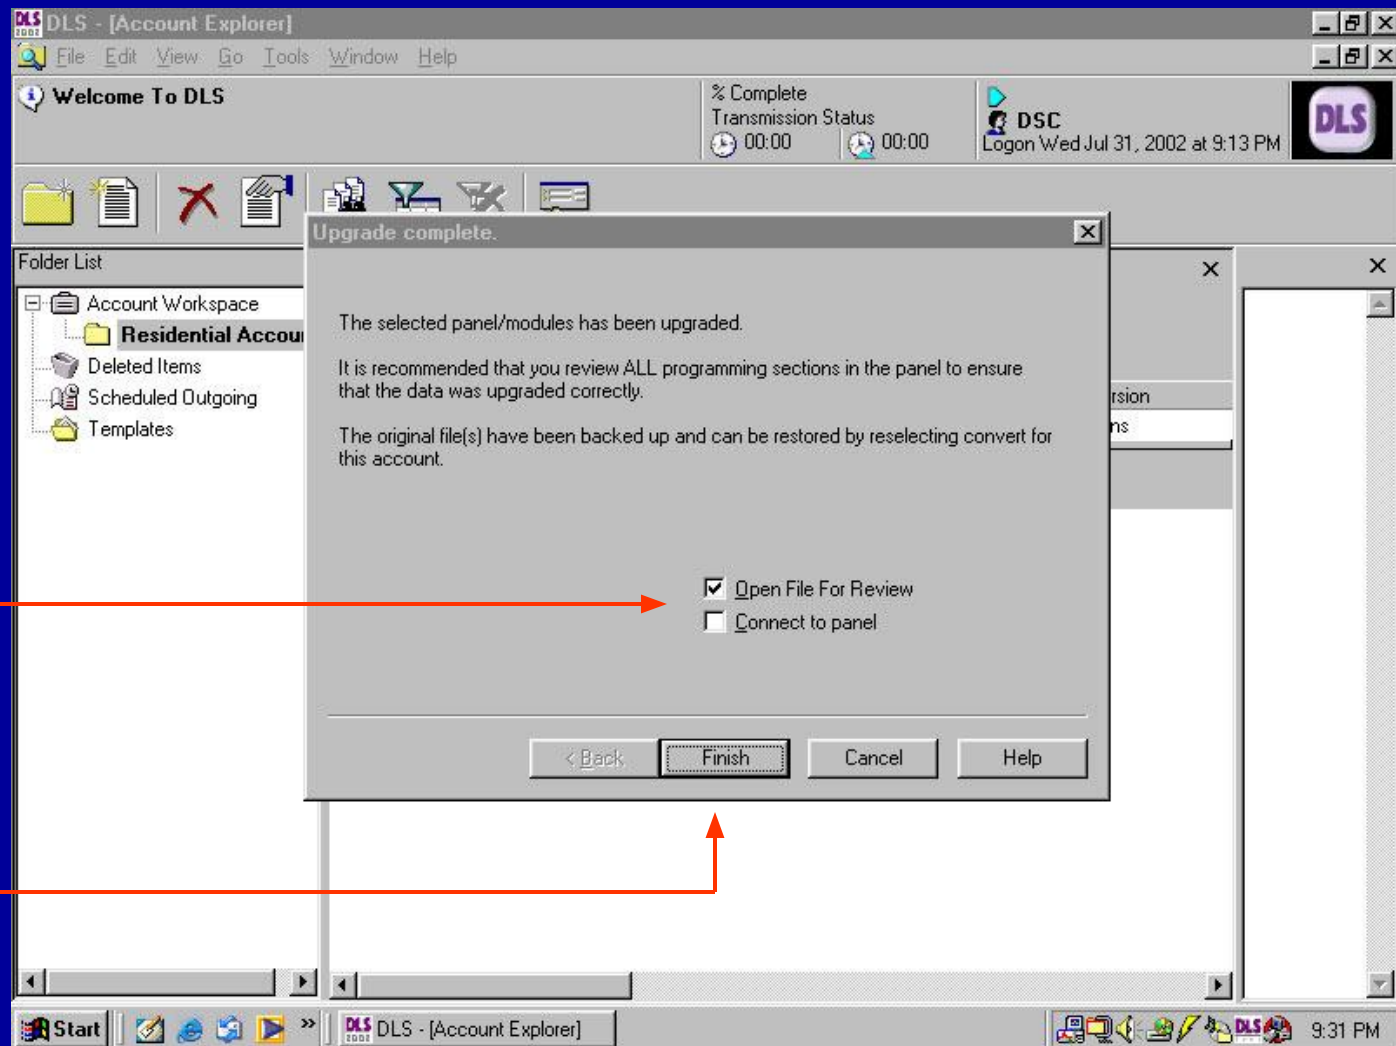 DLS - [Account Explorer]
File Edit View Go Tools Window Help
Welcome To DLS
% Complete
Transmission Status
00:00 00:00
DSC
Logon Wed Jul 31, 2002 at 9:13 PM
DLS
Upgrade complete.
Folder List
Account Workspace
Residential Accou
Deleted Items
Scheduled Outgoing
Templates
The selected panel/modules has been upgraded.
It is recommended that you review ALL programming sections in the panel to ensure
that the data was upgraded correctly.
The original file(s) have been backed up and can be restored by reselecting convert for
this account.
rsion
ns
Open File For Review
Connect to panel
< Back Finish Cancel Help
Start » DLS 2002 DLS - [Account Explorer] DLS 9:31 PM